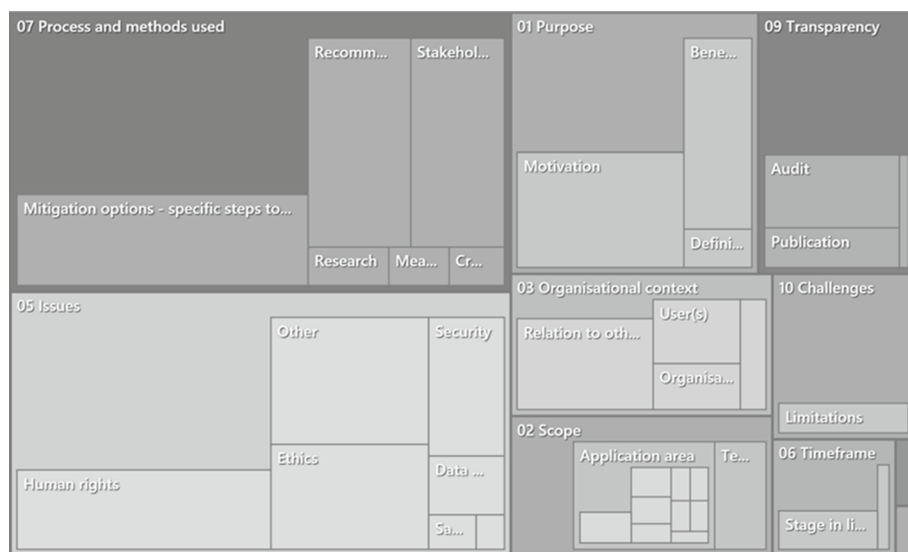 07 Process and methods used
Recomm...
Stakehol...
Mitigation options - specific steps to...
Research
Mea...
Cr...
01 Purpose
Bene...
Motivation
Defini...
09 Transparency
Audit
Publication
05 Issues
Other
Security
Human rights
Ethics
Data ...
Sa...
03 Organisational context
Relation to oth...
User(s)
Organisa...
10 Challenges
Limitations
02 Scope
Application area
Te...
06 Timeframe
Stage in li...